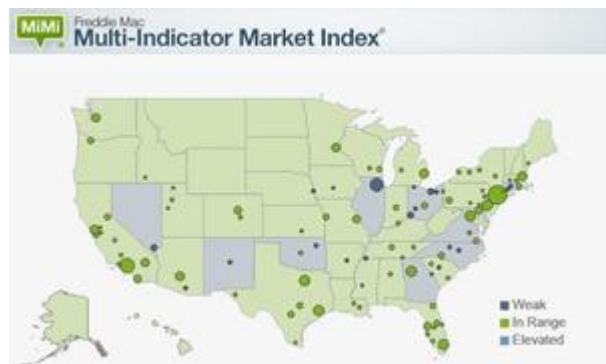 MiMi
Freddie Mac
Multi-Indicator Market Index®
Weak
In Range
Elevated